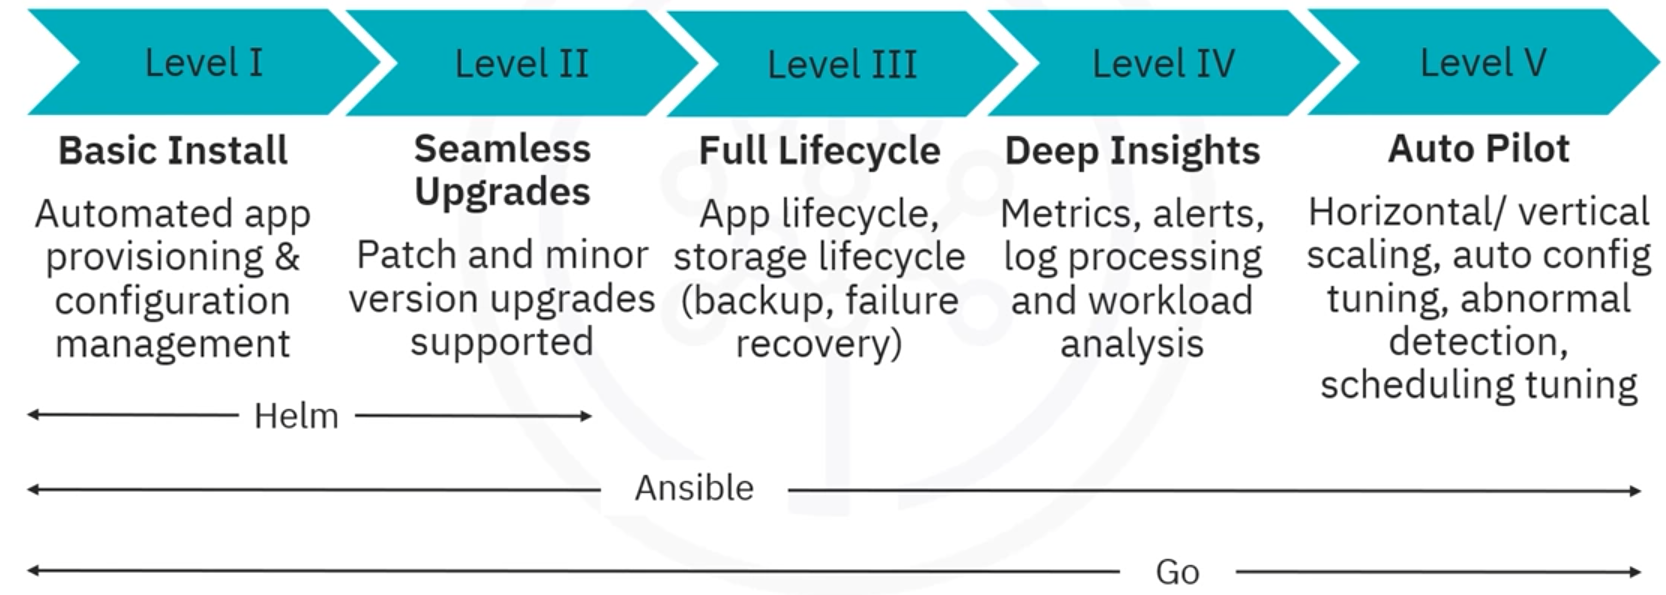 Level I
Level II
Level III
Level IV
Level V
Basic Install
Automated app
provisioning &
configuration
management
Seamless
Upgrades
Patch and minor
version upgrades
supported
Full Lifecycle
App lifecycle,
storage lifecycle
(backup, failure
recovery)
Deep Insights
Metrics, alerts,
log processing
and workload
analysis
Auto Pilot
Horizontal/ vertical
scaling, auto config
tuning, abnormal
detection,
scheduling tuning
Helm
Ansible
Go